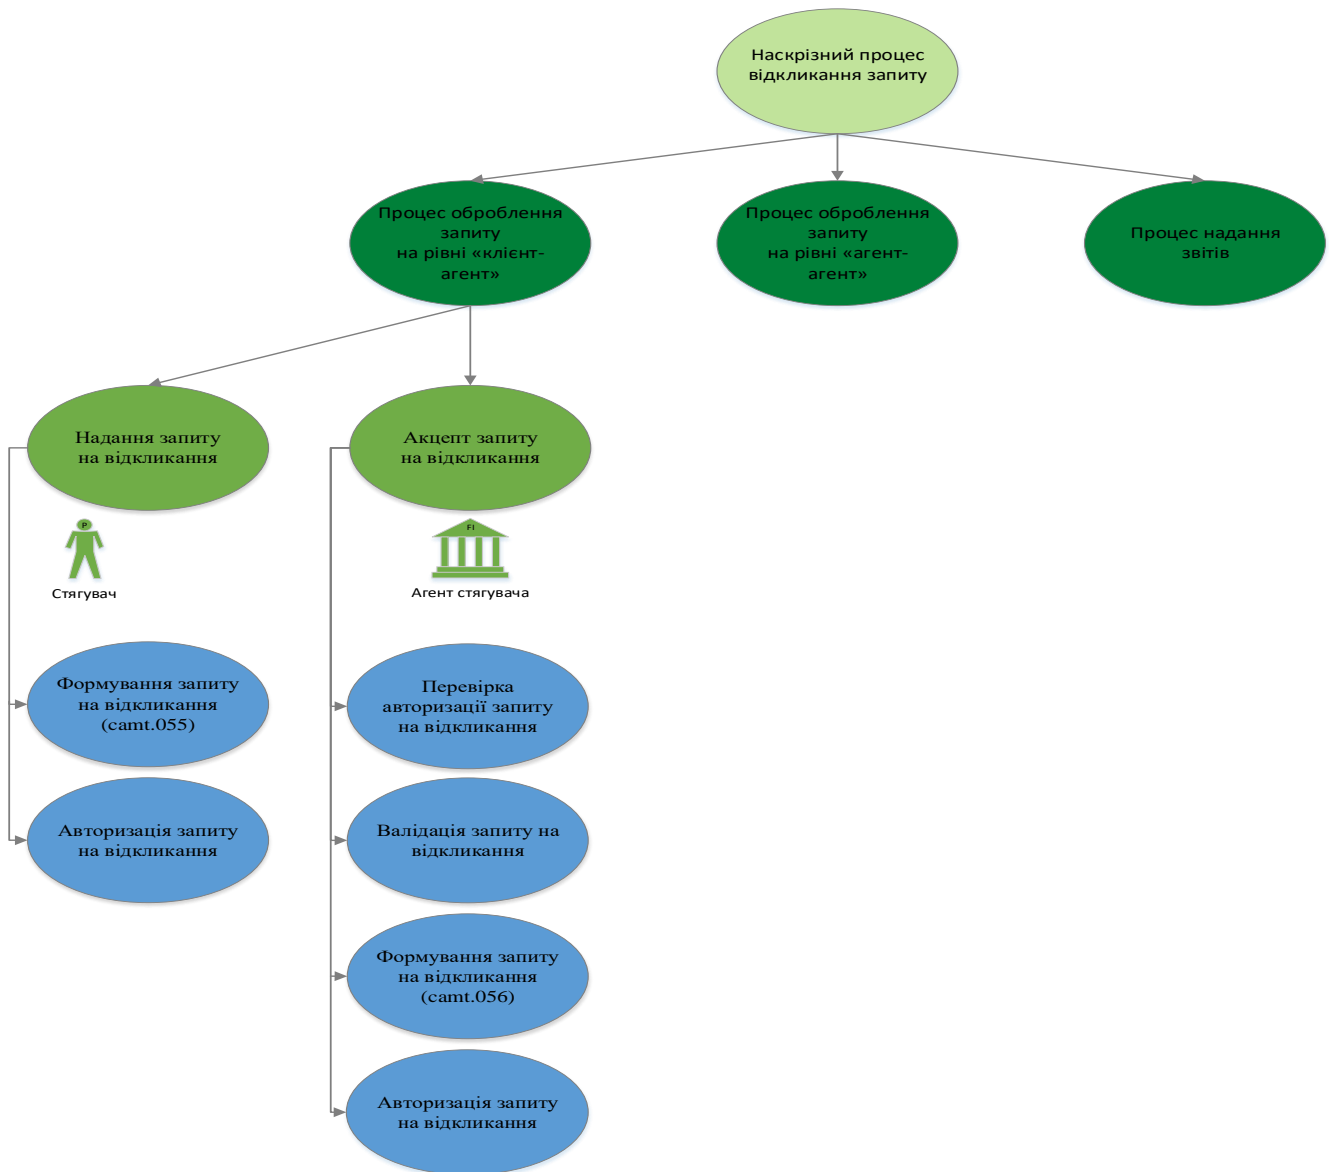 Наскрізний процес
відкликання запиту
Процес оброблення
запиту
на рівні «клієнт-
агент»
Процес оброблення
запиту
на рівні «агент-
агент»
Процес надання
звітів
Надання запиту
на відкликання
Акцепт запиту
на відкликання
P
Стягувач
FI
Агент стягувача
Формування запиту
на відкликання
(camt.055)
Авторизація запиту
на відкликання
Перевірка
авторизації запиту
на відкликання
Валідація запиту на
відкликання
Формування запиту
на відкликання
(camt.056)
Авторизація запиту
на відкликання